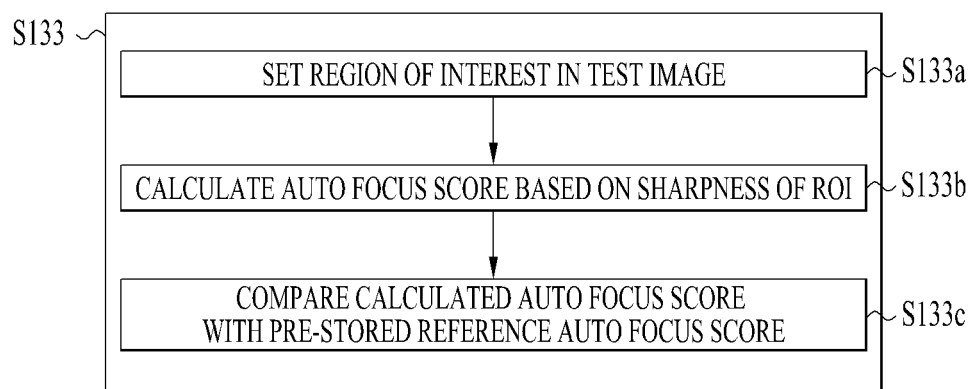 S133
SET REGION OF INTEREST IN TEST IMAGE
S133a
CALCULATE AUTO FOCUS SCORE BASED ON SHARPNESS OF ROI
S133b
COMPARE CALCULATED AUTO FOCUS SCORE
WITH PRE-STORED REFERENCE AUTO FOCUS SCORE
S133c